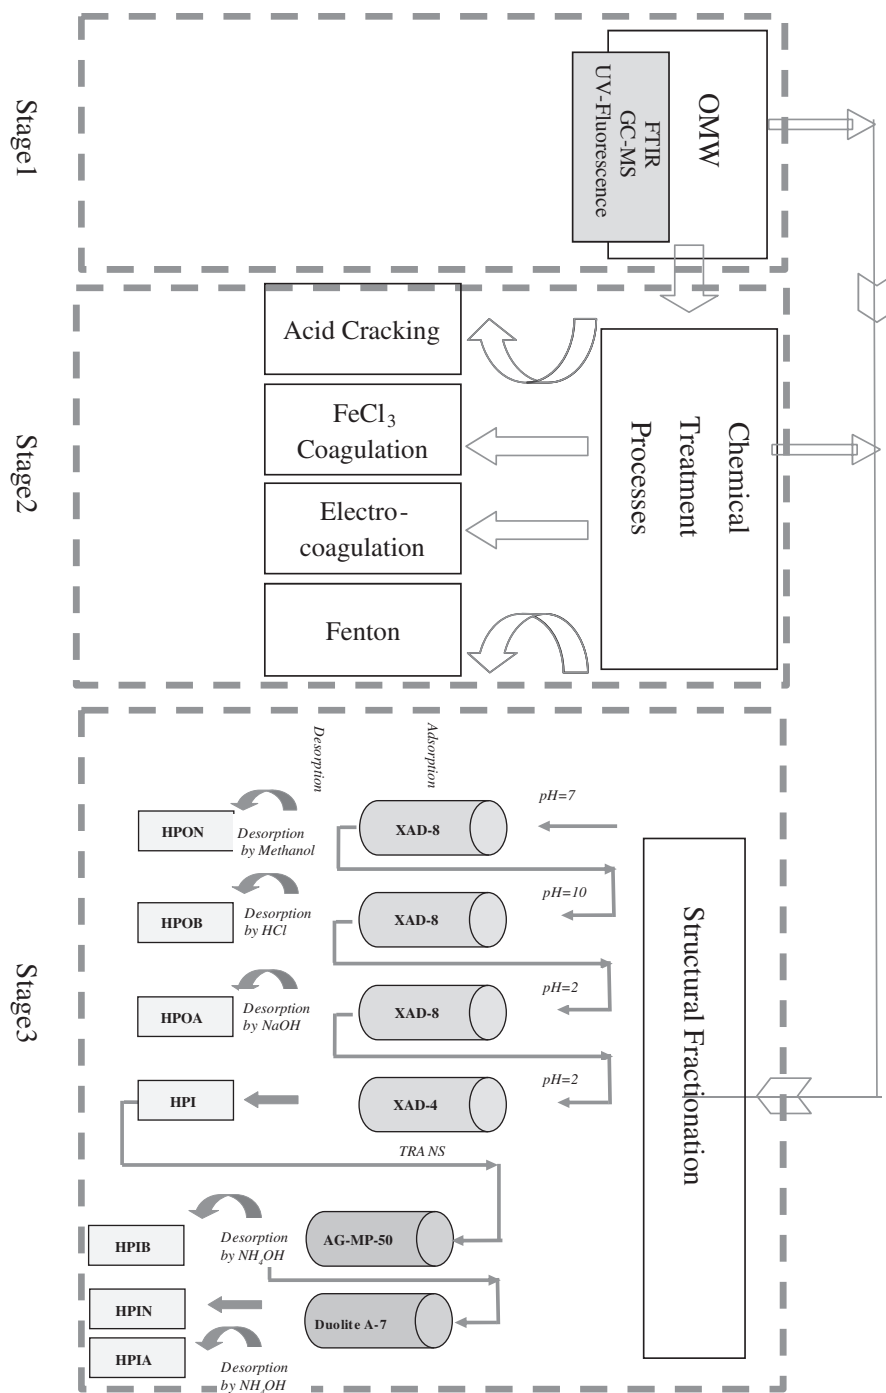 Stage1
OMW
FTIR
GC-MS
UV-Fluorescence
Stage2
Chemical
Treatment
Processes
Acid Cracking
FeCl3
Coagulation
Electro-
coagulation
Fenton
Stage3
Structural Fractionation
Adsorption
Desorption
pH=7
XAD-8
Desorption
by Methanol
HPON
pH=10
XAD-8
Desorption
by HCl
HPOB
pH=2
XAD-8
Desorption
by NaOH
HPOA
pH=2
XAD-4
HPI
TRANS
AG-MP-50
Desorption
by NH4OH
HPIB
Duolite A-7
HPIN
Desorption
by NH4OH
HPIA